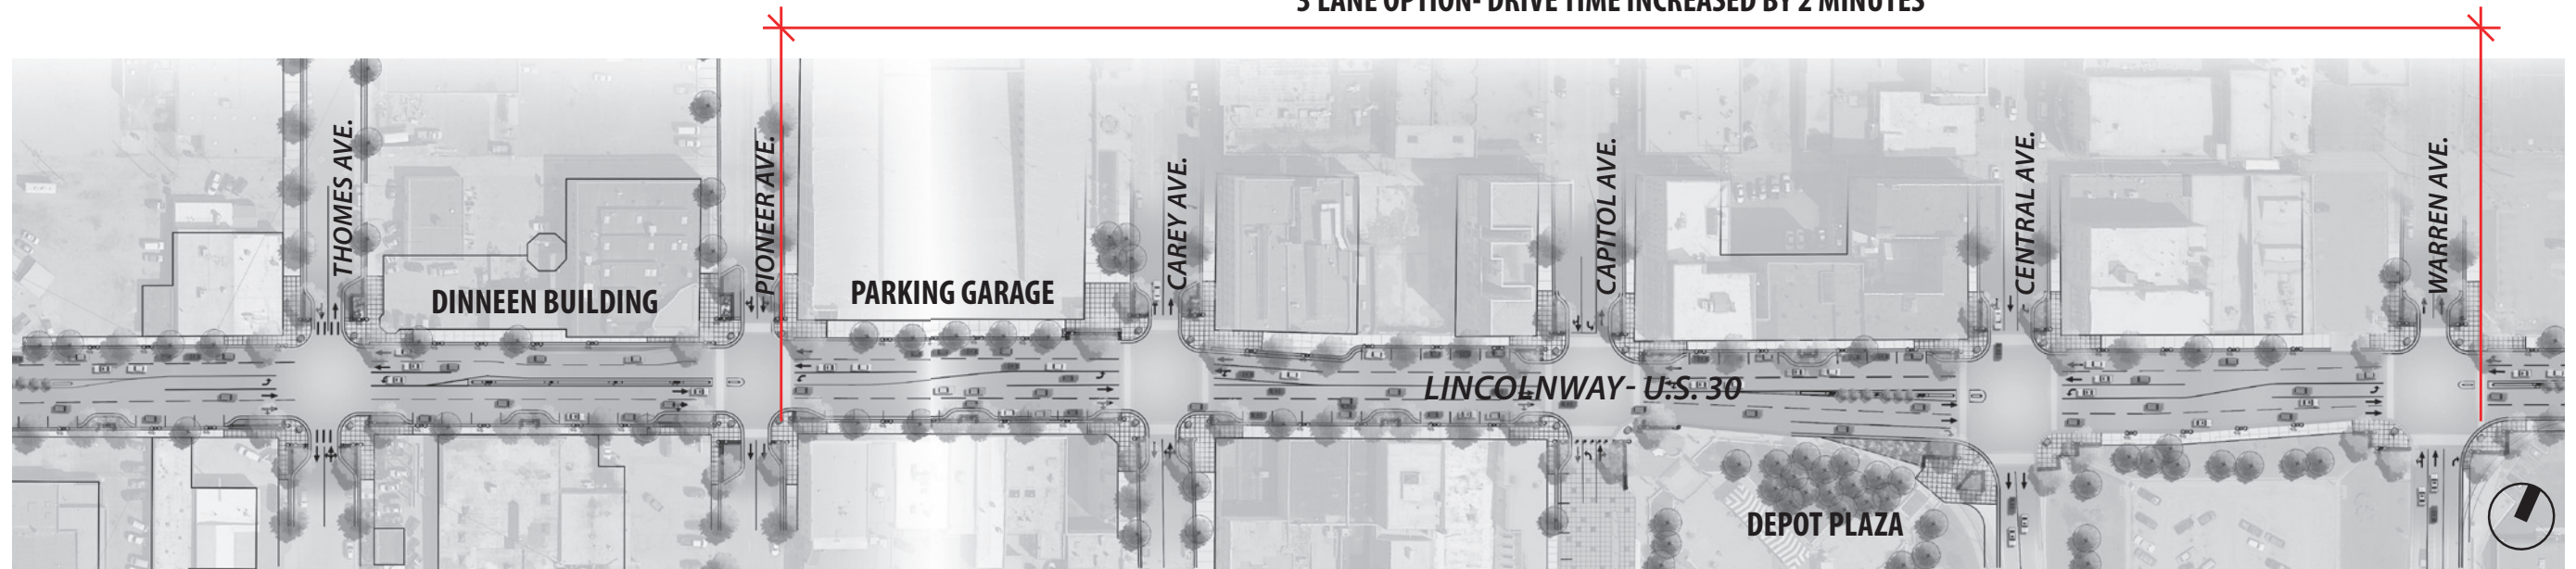 3 LANE OPTION- DRIVE TIME INCREASED BY 2 MINUTES
THOMES AVE.
PIONEER AVE.
CAREY AVE.
CAPITOL AVE.
CENTRAL AVE.
WARREN AVE.
DINNEEN BUILDING
PARKING GARAGE
LINCOLNWAY- U.S. 30
DEPOT PLAZA